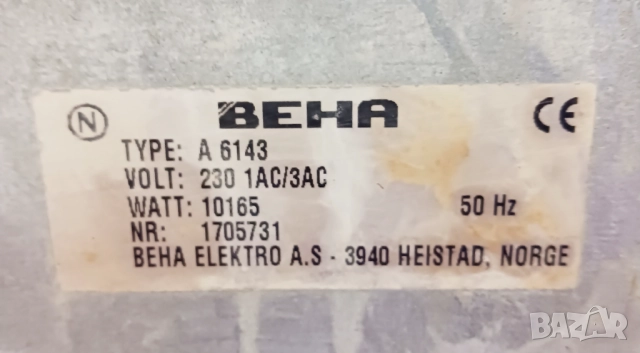 N
BEHA
CE
TYPE: A 6143
VOLT: 230 1AC/3AC
WATT: 10165 50 Hz
NR: 1705731
BEHA ELEKTRO A.S - 3940 HEISTAD, NORGE
BAZAR